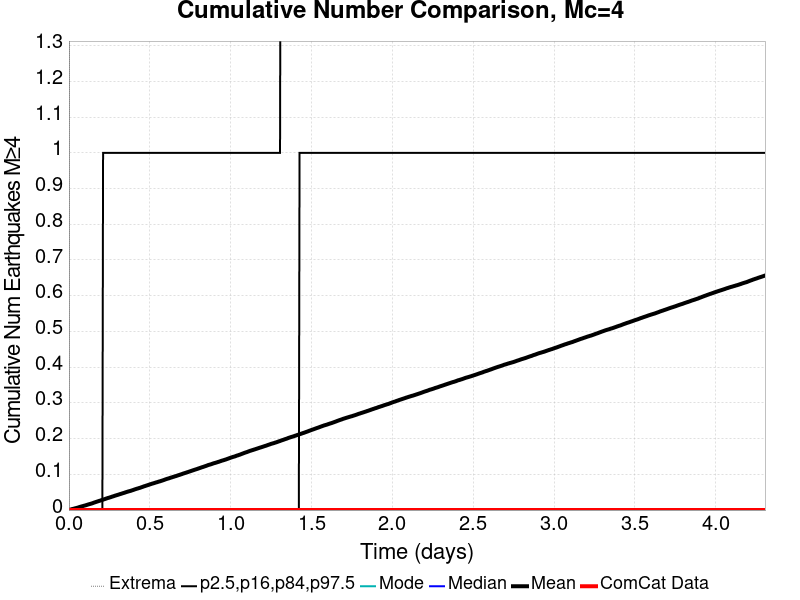 Cumulative Number Comparison, Mc=4
Cumulative Num Earthquakes M≥4
1.3
1.2
1.1
1
0.9
0.8
0.7
0.6
0.5
0.4
0.3
0.2
0.1
0
0.0 0.5 1.0 1.5 2.0 2.5 3.0 3.5 4.0
Time (days)
Extrema p2.5,p16,p84,p97.5 Mode Median Mean ComCat Data